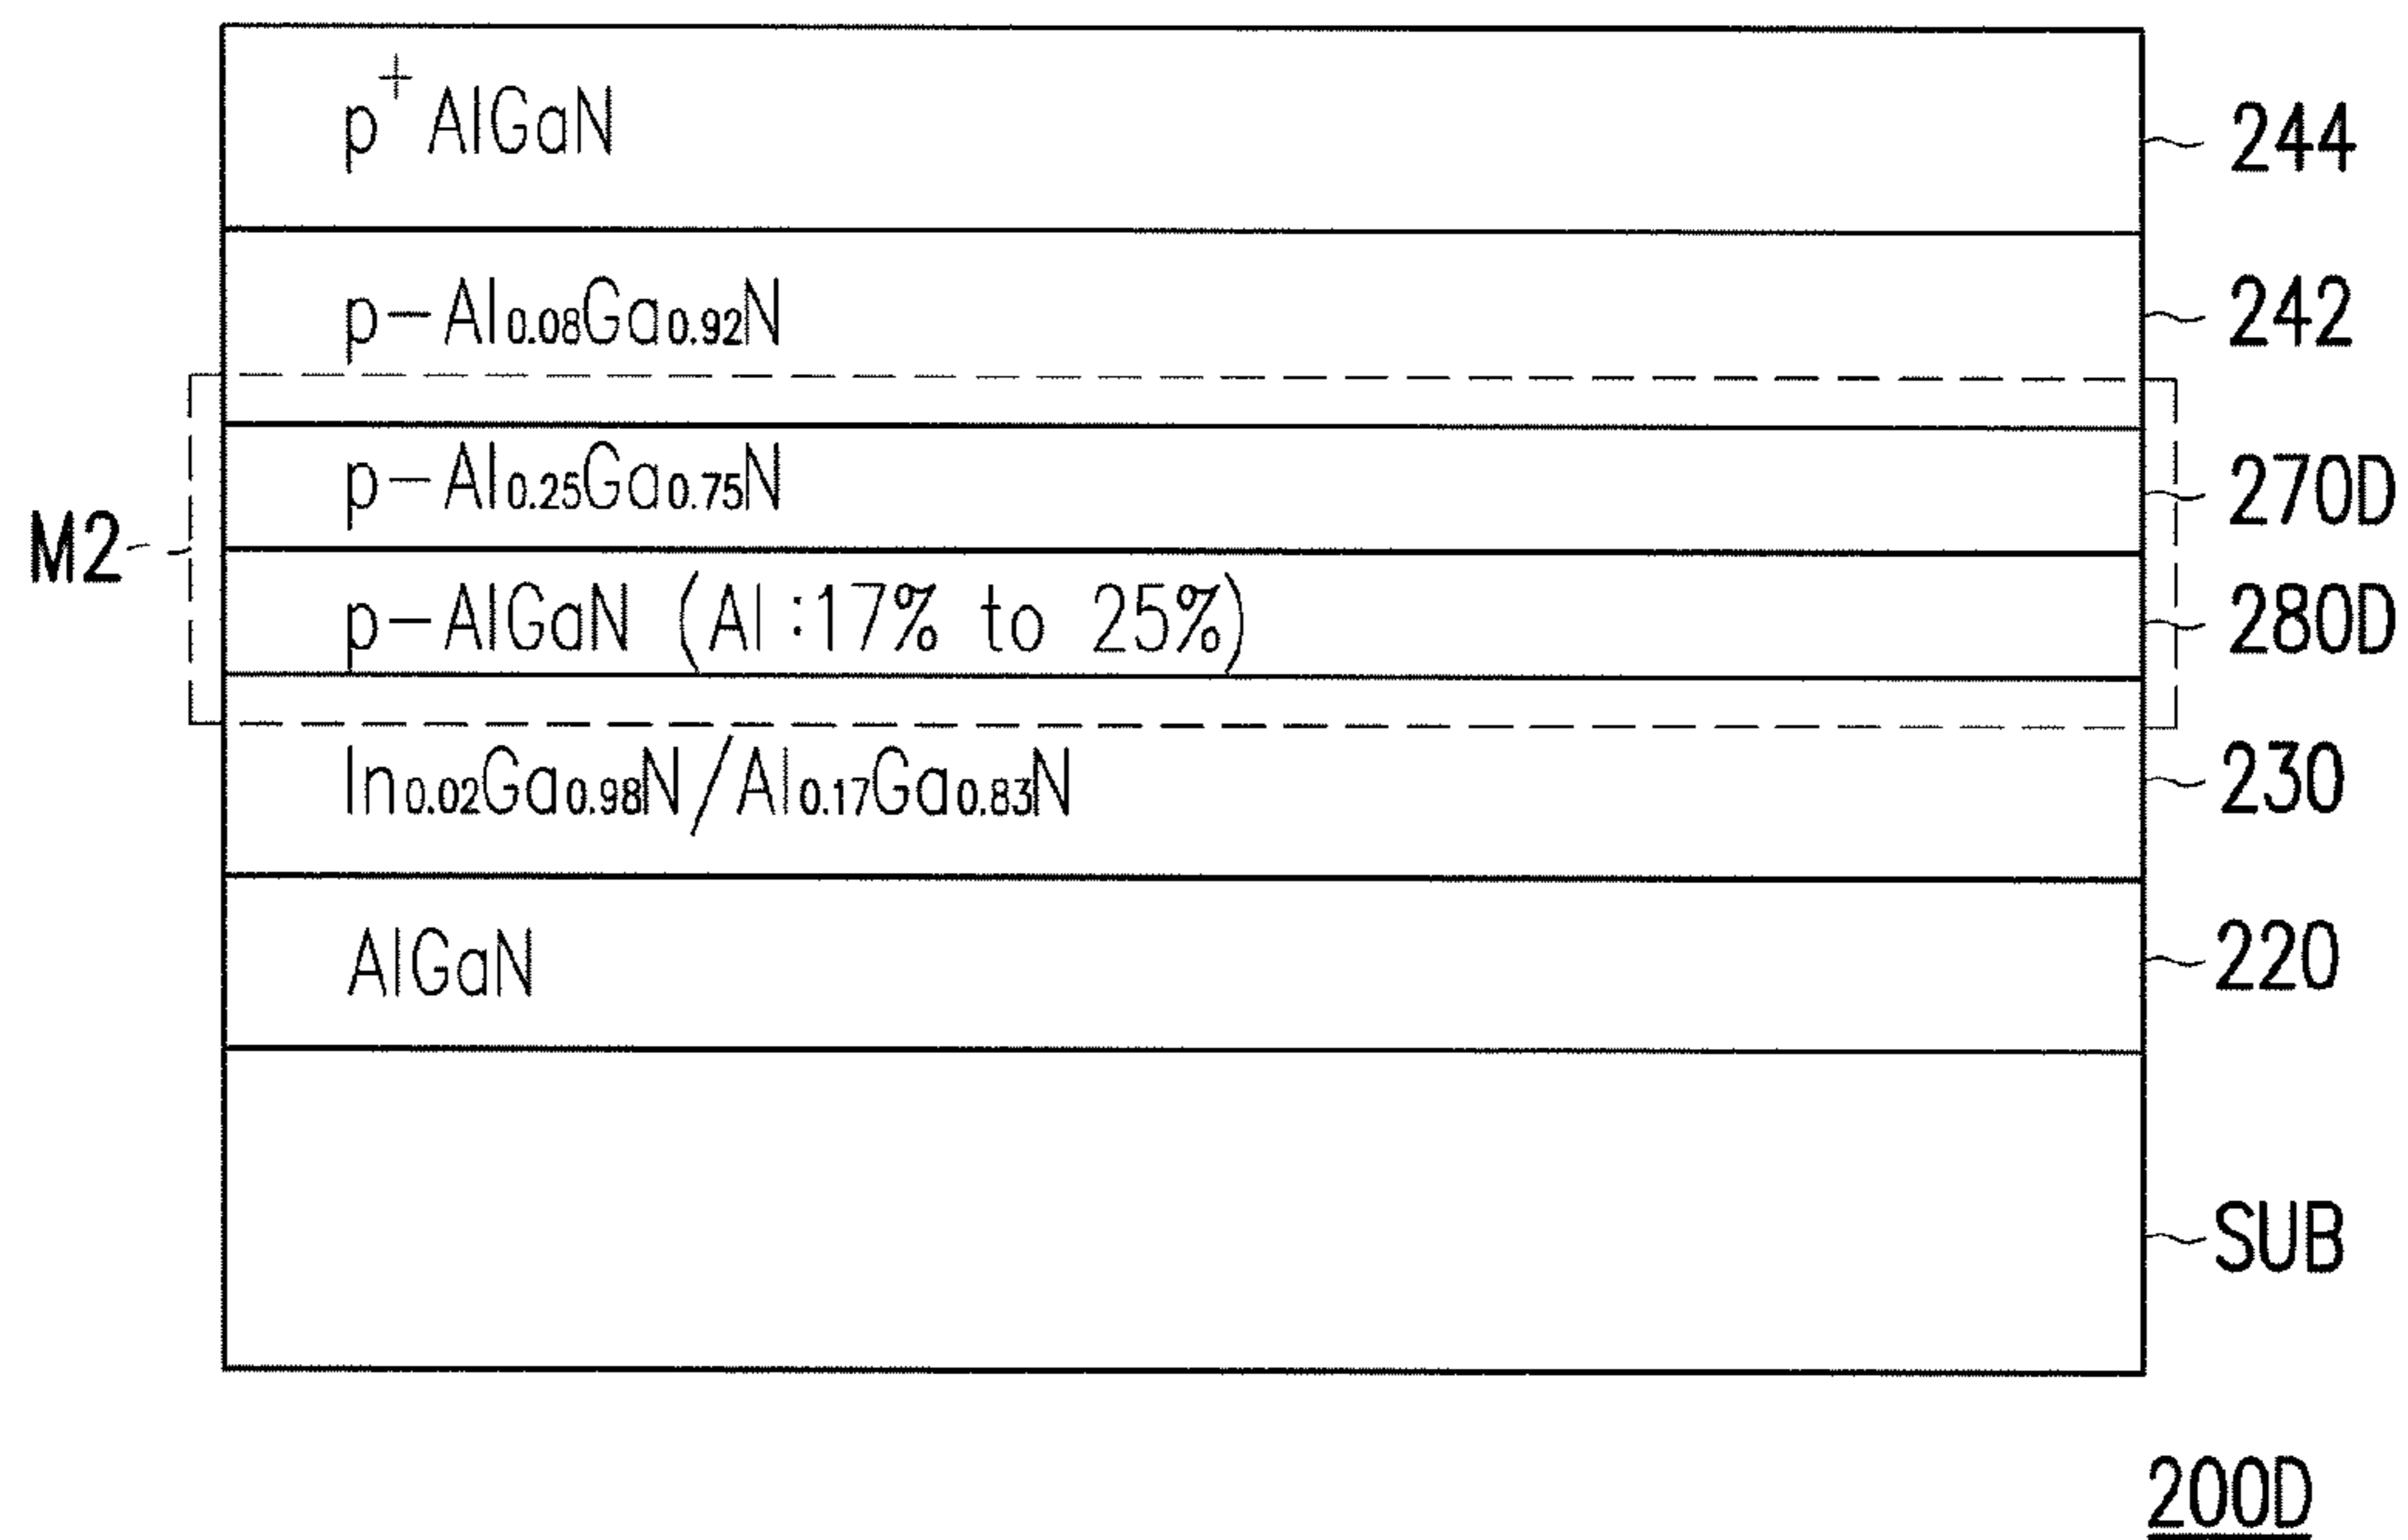 p+ AlGaN 244
p-Al0.08Ga0.92N 242
p-Al0.25Ga0.75N 270D
M2
p-AlGaN (Al:17% to 25%) 280D
In0.02Ga0.98N/Al0.17Ga0.83N 230
AlGaN 220
SUB
200D